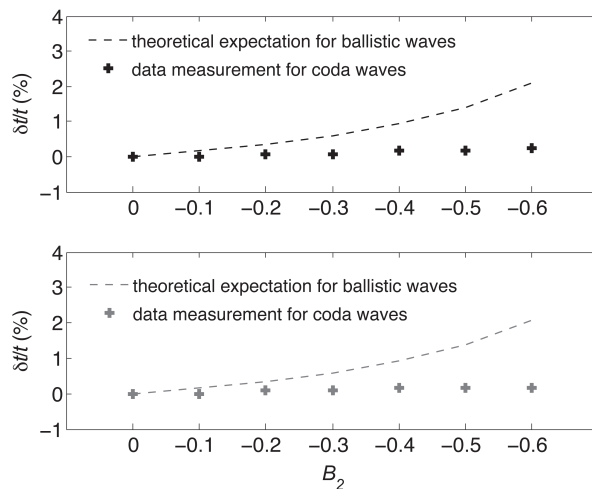 4
theoretical expectation for ballistic waves
3
data measurement for coda waves
2
δt/t (%)
1
0
−1
0 −0.1 −0.2 −0.3 −0.4 −0.5 −0.6
4
theoretical expectation for ballistic waves
3
data measurement for coda waves
2
δt/t (%)
1
0
−1
0 −0.1 −0.2 −0.3 −0.4 −0.5 −0.6
B2